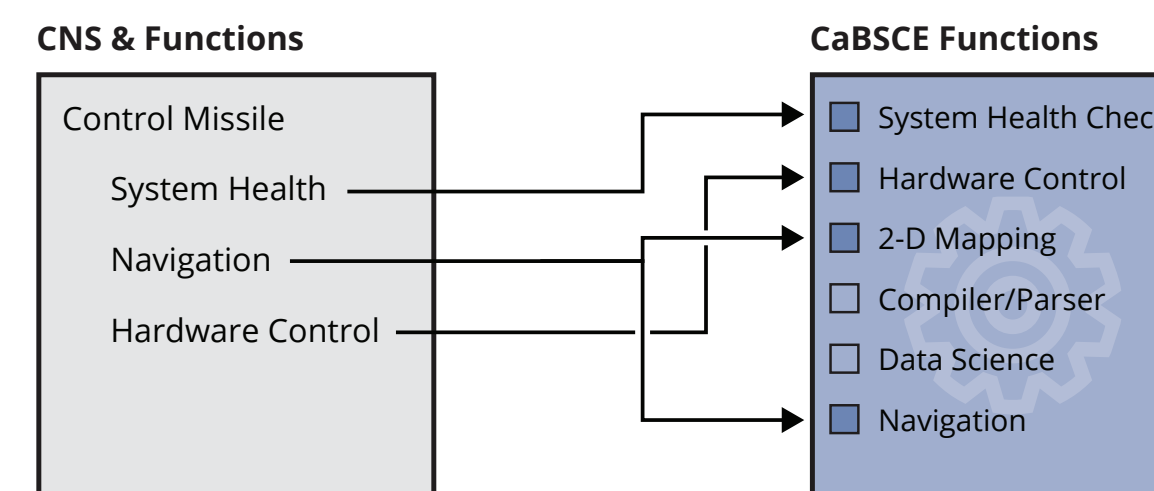 CNS & Functions
CaBSCE Functions
Control Missile
System Health
Navigation
Hardware Control
System Health Chec
Hardware Control
2-D Mapping
Compiler/Parser
Data Science
Navigation